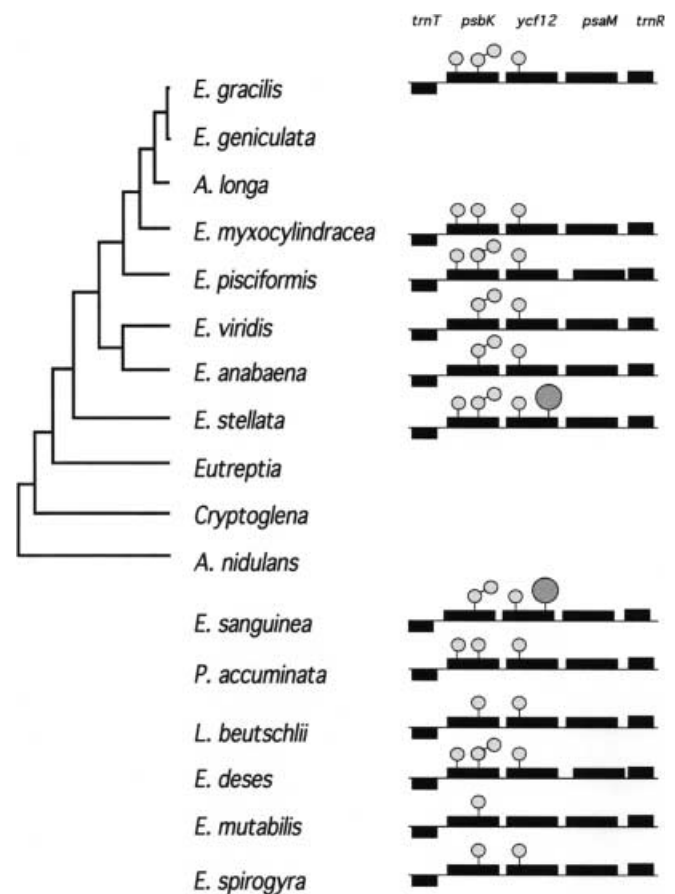 trnT psbK ycf12 psaM trnR
E. gracilis
E. geniculata
A. longa
E. myxocylindracea
E. pisciformis
E. viridis
E. anabaena
E. stellata
Eutreptia
Cryptoglena
A. nidulans
E. sanguinea
P. accuminata
L. beutschlii
E. deses
E. mutabilis
E. spirogyra